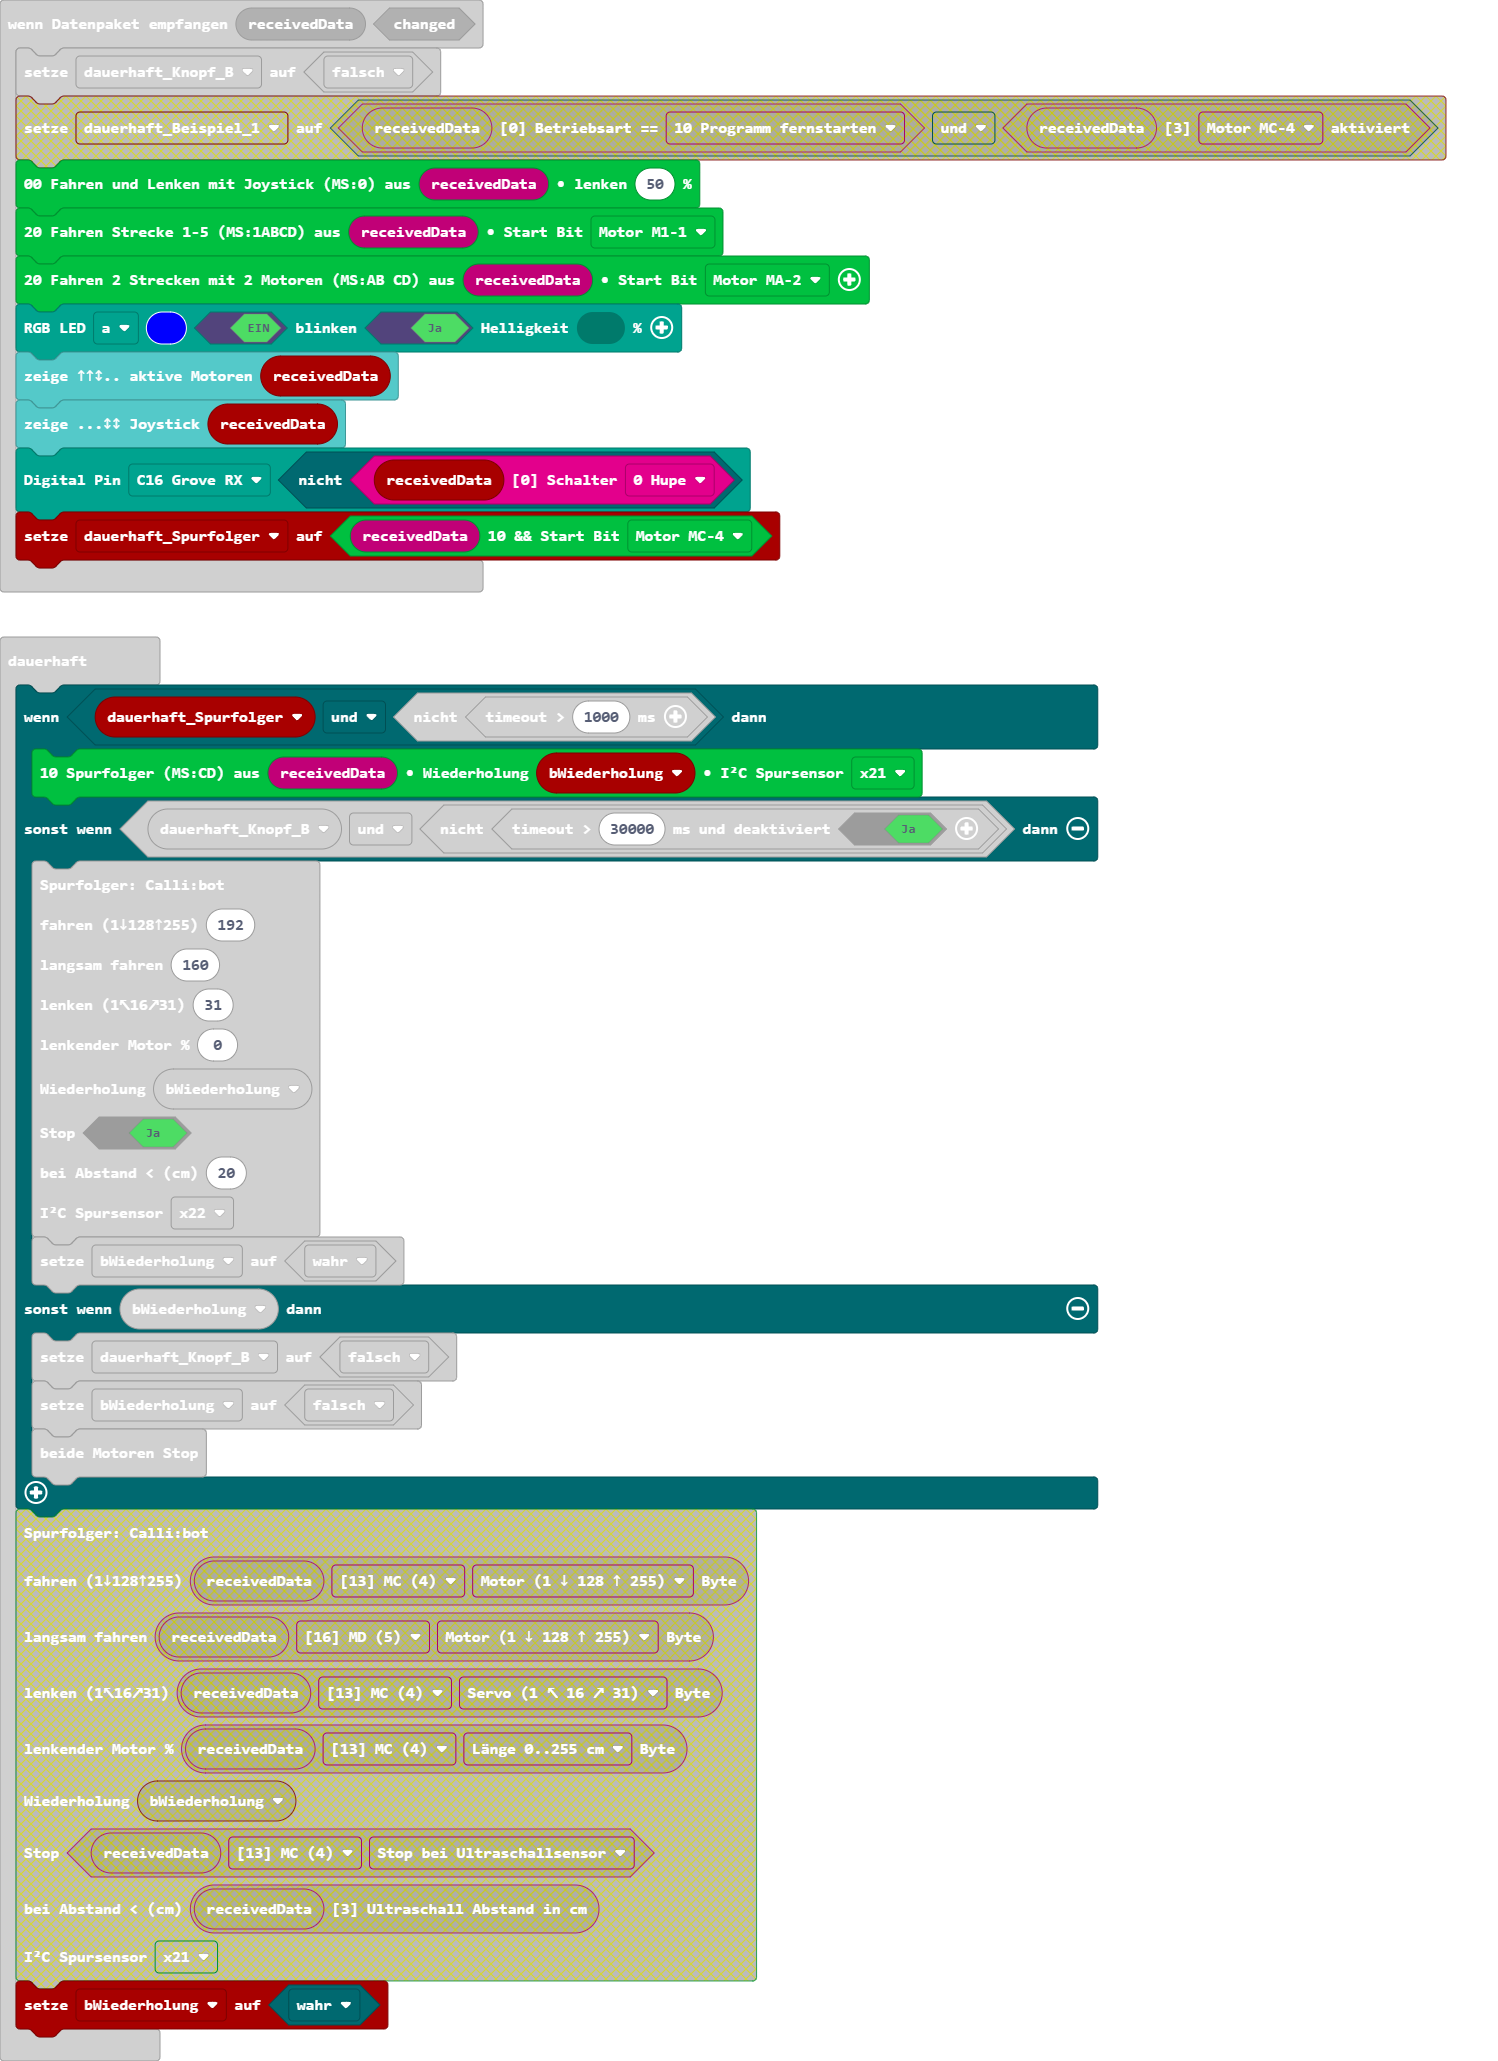 wenn Datenpaket empfangen receivedData changed
setze dauerhaft_Knopf_B auf falsch
setze dauerhaft_Beispiel_1 auf receivedData [0] Betriebsart == 10 Programm fernstarten und receivedData [3] Motor MC-4 aktiviert
00 Fahren und Lenken mit Joystick (MS:0) aus receivedData • lenken 50 %
20 Fahren Strecke 1-5 (MS:1ABCD) aus receivedData • Start Bit Motor M1-1
20 Fahren 2 Strecken mit 2 Motoren (MS:AB CD) aus receivedData • Start Bit Motor MA-2
RGB LED a EIN blinken Ja Helligkeit %
zeige ↑↑↕.. aktive Motoren receivedData
zeige ...↕↕ Joystick receivedData
Digital Pin C16 Grove RX nicht receivedData [0] Schalter 0 Hupe
setze dauerhaft_Spurfolger auf receivedData 10 && Start Bit Motor MC-4
dauerhaft
wenn dauerhaft_Spurfolger und nicht timeout > 1000 ms dann
10 Spurfolger (MS:CD) aus receivedData • Wiederholung bWiederholung • I²C Spursensor x21
sonst wenn dauerhaft_Knopf_B und nicht timeout > 30000 ms und deaktiviert Ja dann
Spurfolger: Calli:bot
fahren (1↓128↑255) 192
langsam fahren 160
lenken (1↖16↗31) 31
lenkender Motor % 0
Wiederholung bWiederholung
Stop Ja
bei Abstand < (cm) 20
I²C Spursensor x22
setze bWiederholung auf wahr
sonst wenn bWiederholung dann
setze dauerhaft_Knopf_B auf falsch
setze bWiederholung auf falsch
beide Motoren Stop
Spurfolger: Calli:bot
fahren (1↓128↑255) receivedData [13] MC (4) Motor (1 ↓ 128 ↑ 255) Byte
langsam fahren receivedData [16] MD (5) Motor (1 ↓ 128 ↑ 255) Byte
lenken (1↖16↗31) receivedData [13] MC (4) Servo (1 ↖ 16 ↗ 31) Byte
lenkender Motor % receivedData [13] MC (4) Länge 0..255 cm Byte
Wiederholung bWiederholung
Stop receivedData [13] MC (4) Stop bei Ultraschallsensor
bei Abstand < (cm) receivedData [3] Ultraschall Abstand in cm
I²C Spursensor x21
setze bWiederholung auf wahr